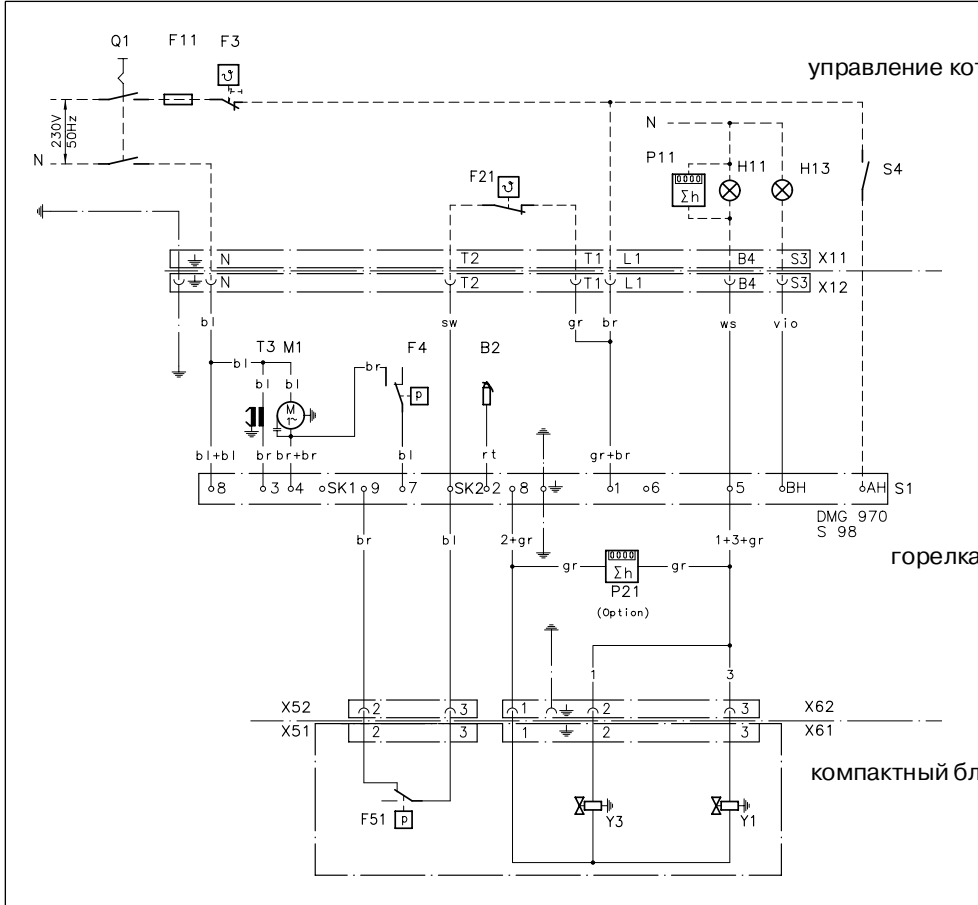 Q1 F11 F3
ϑ
управление кот
230V
50Hz
N
N
P11 H11 H13 S4
0000
Σh
F21 ϑ
N T2 T1 L1 B4 S3 X11
N T2 T1 L1 B4 S3 X12
bl sw gr br ws vio
T3 M1 F4 B2
bl br
bl bl
M
1~
p
bl+bl br br+br bl rt gr+br
8 3 4 SK1 9 7 SK2 2 8 1 6 5 BH AH S1
DMG 970
S 98
br bl 2+gr 1+3+gr
горелка
gr 0000 gr
Σh
P21
(Option)
1 3
X52 2 3 1 2 3 X62
X51 2 3 1 2 3 X61
компактный бл
F51 p Y3 Y1